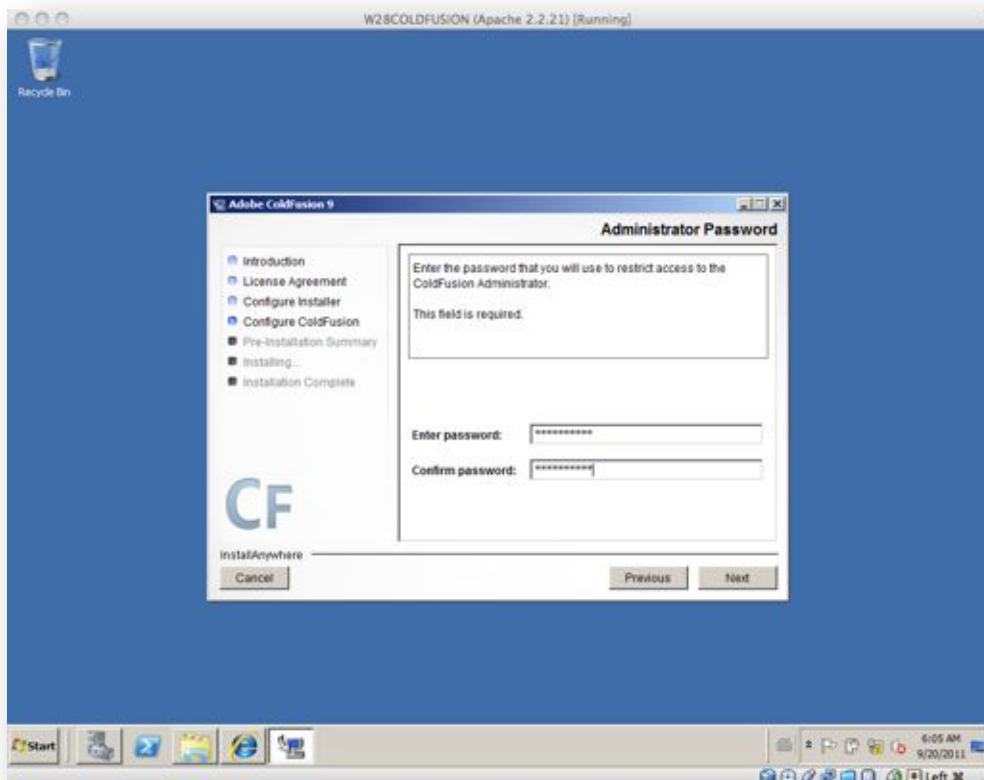 W28COLDFUSION (Apache 2.2.21) [Running]
Recycle Bin
Adobe ColdFusion 9
Administrator Password
Introduction
License Agreement
Configure Installer
Configure ColdFusion
Pre-Installation Summary
Installing...
Installation Complete
Enter the password that you will use to restrict access to the
ColdFusion Administrator.
This field is required.
Enter password: **********
Confirm password: **********
CF
InstallAnywhere
Cancel
Previous
Next
Start
6:05 AM
9/20/2011
Left ⌘